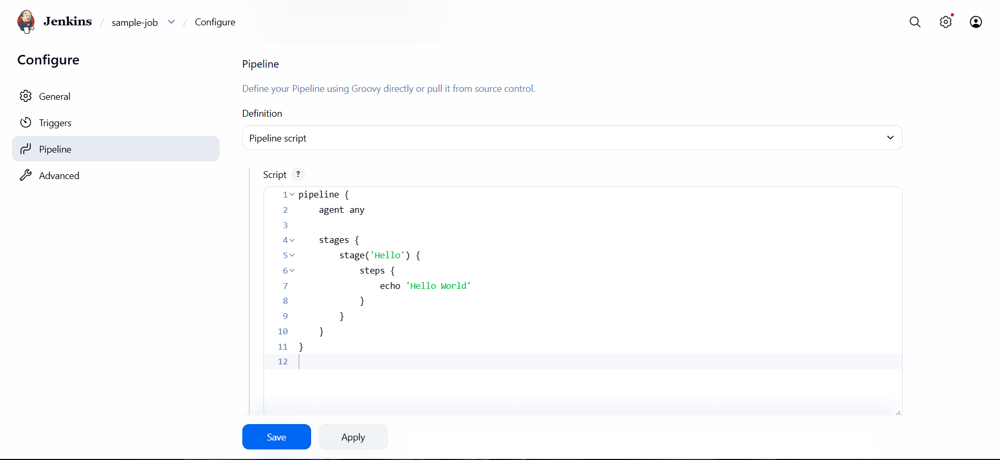 Jenkins / sample-job / Configure
Configure
General
Triggers
Pipeline
Advanced
Pipeline
Define your Pipeline using Groovy directly or pull it from source control.
Definition
Pipeline script
Script ?
1 pipeline {
2     agent any
3
4     stages {
5         stage('Hello') {
6             steps {
7                 echo 'Hello World'
8             }
9         }
10     }
11 }
12
Save Apply